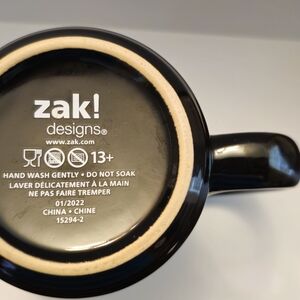 zak!
designs®
www.zak.com
13+
HAND WASH GENTLY • DO NOT SOAK
LAVER DÉLICATEMENT À LA MAIN
NE PAS FAIRE TREMPER
01/2022
CHINA • CHINE
15294-2